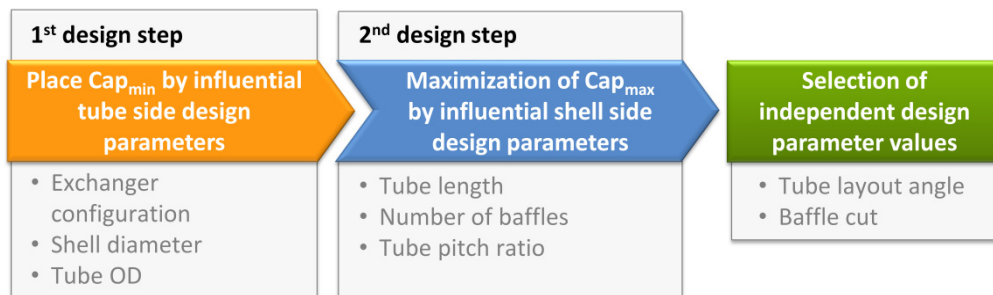 1st design step
Place Capmin by influential
tube side design
parameters
• Exchanger
configuration
• Shell diameter
• Tube OD
2nd design step
Maximization of Capmax
by influential shell side
design parameters
• Tube length
• Number of baffles
• Tube pitch ratio
Selection of
independent design
parameter values
• Tube layout angle
• Baffle cut